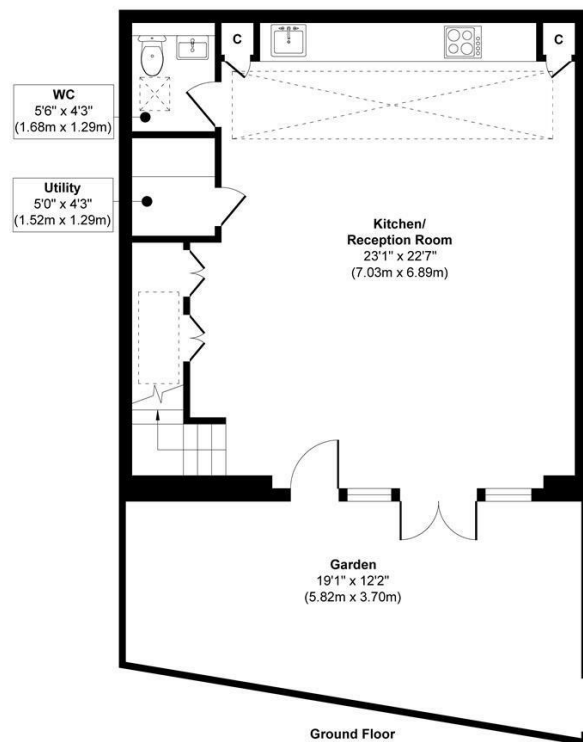 C
C
WC
5'6" x 4'3"
(1.68m x 1.29m)
Utility
5'0" x 4'3"
(1.52m x 1.29m)
Kitchen/
Reception Room
23'1" x 22'7"
(7.03m x 6.89m)
Garden
19'1" x 12'2"
(5.82m x 3.70m)
Ground Floor